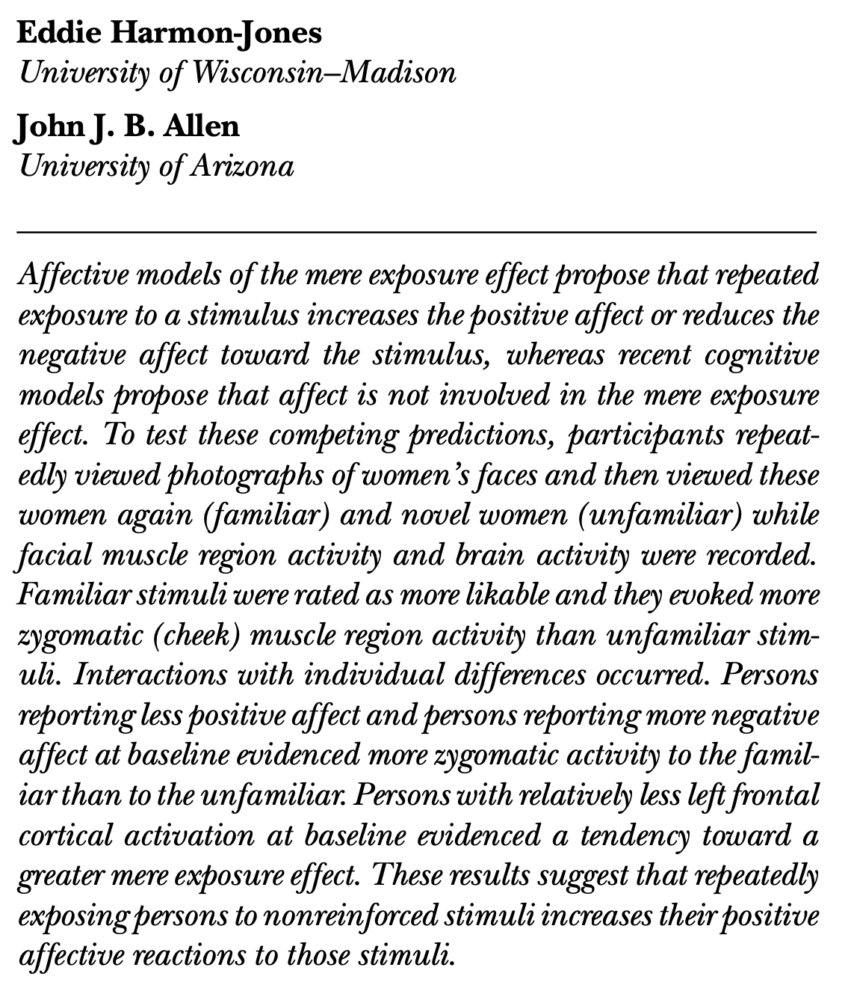 Eddie Harmon-Jones
University of Wisconsin–Madison
John J. B. Allen
University of Arizona
Affective models of the mere exposure effect propose that repeated
exposure to a stimulus increases the positive affect or reduces the
negative affect toward the stimulus, whereas recent cognitive
models propose that affect is not involved in the mere exposure
effect. To test these competing predictions, participants repeat-
edly viewed photographs of women’s faces and then viewed these
women again (familiar) and novel women (unfamiliar) while
facial muscle region activity and brain activity were recorded.
Familiar stimuli were rated as more likable and they evoked more
zygomatic (cheek) muscle region activity than unfamiliar stim-
uli. Interactions with individual differences occurred. Persons
reporting less positive affect and persons reporting more negative
affect at baseline evidenced more zygomatic activity to the famil-
iar than to the unfamiliar. Persons with relatively less left frontal
cortical activation at baseline evidenced a tendency toward a
greater mere exposure effect. These results suggest that repeatedly
exposing persons to nonreinforced stimuli increases their positive
affective reactions to those stimuli.